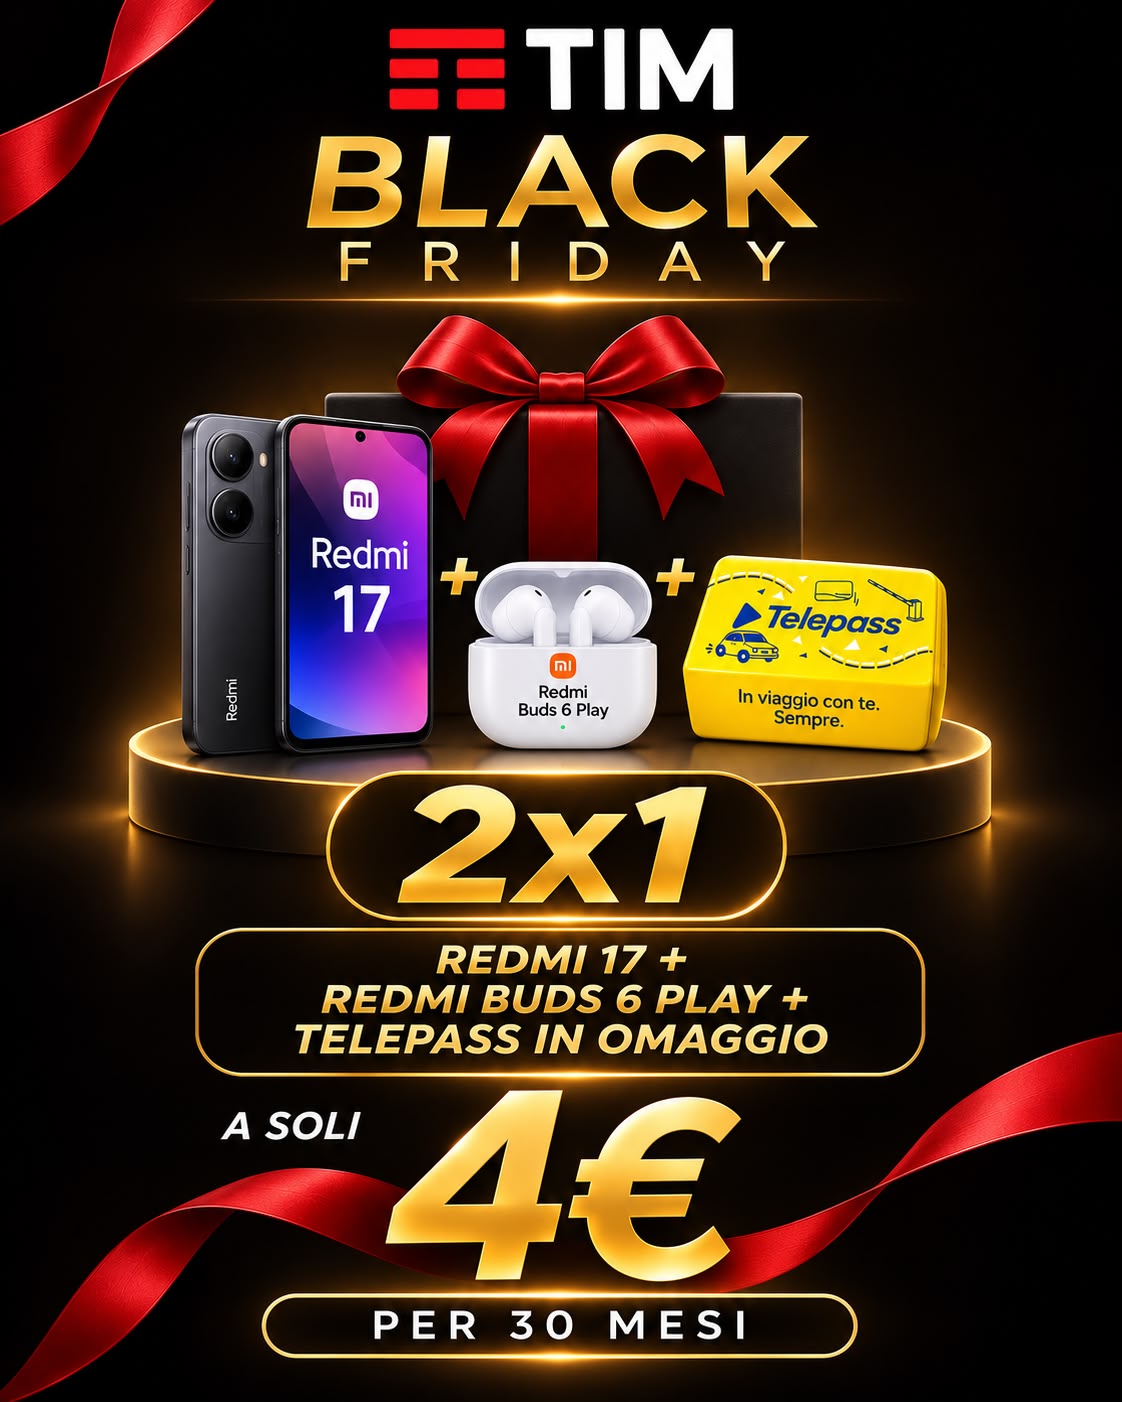 TIM
BLACK
FRIDAY
mi
Redmi
17
Redmi
+
+
mi
Redmi
Buds 6 Play
Telepass
In viaggio con te.
Sempre.
2x1
REDMI 17 +
REDMI BUDS 6 PLAY +
TELEPASS IN OMAGGIO
A SOLI
4€
PER 30 MESI